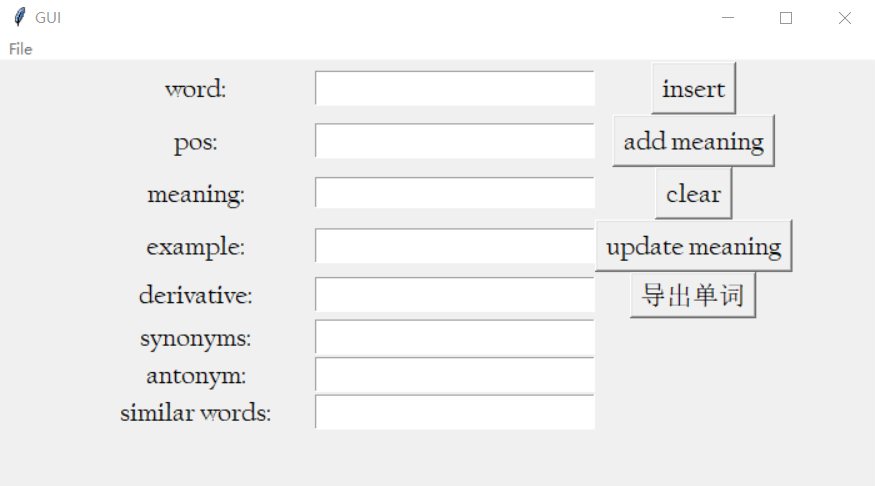 GUI
File
word: insert
pos: add meaning
meaning: clear
example: update meaning
derivative: 导出单词
synonyms:
antonym:
similar words: